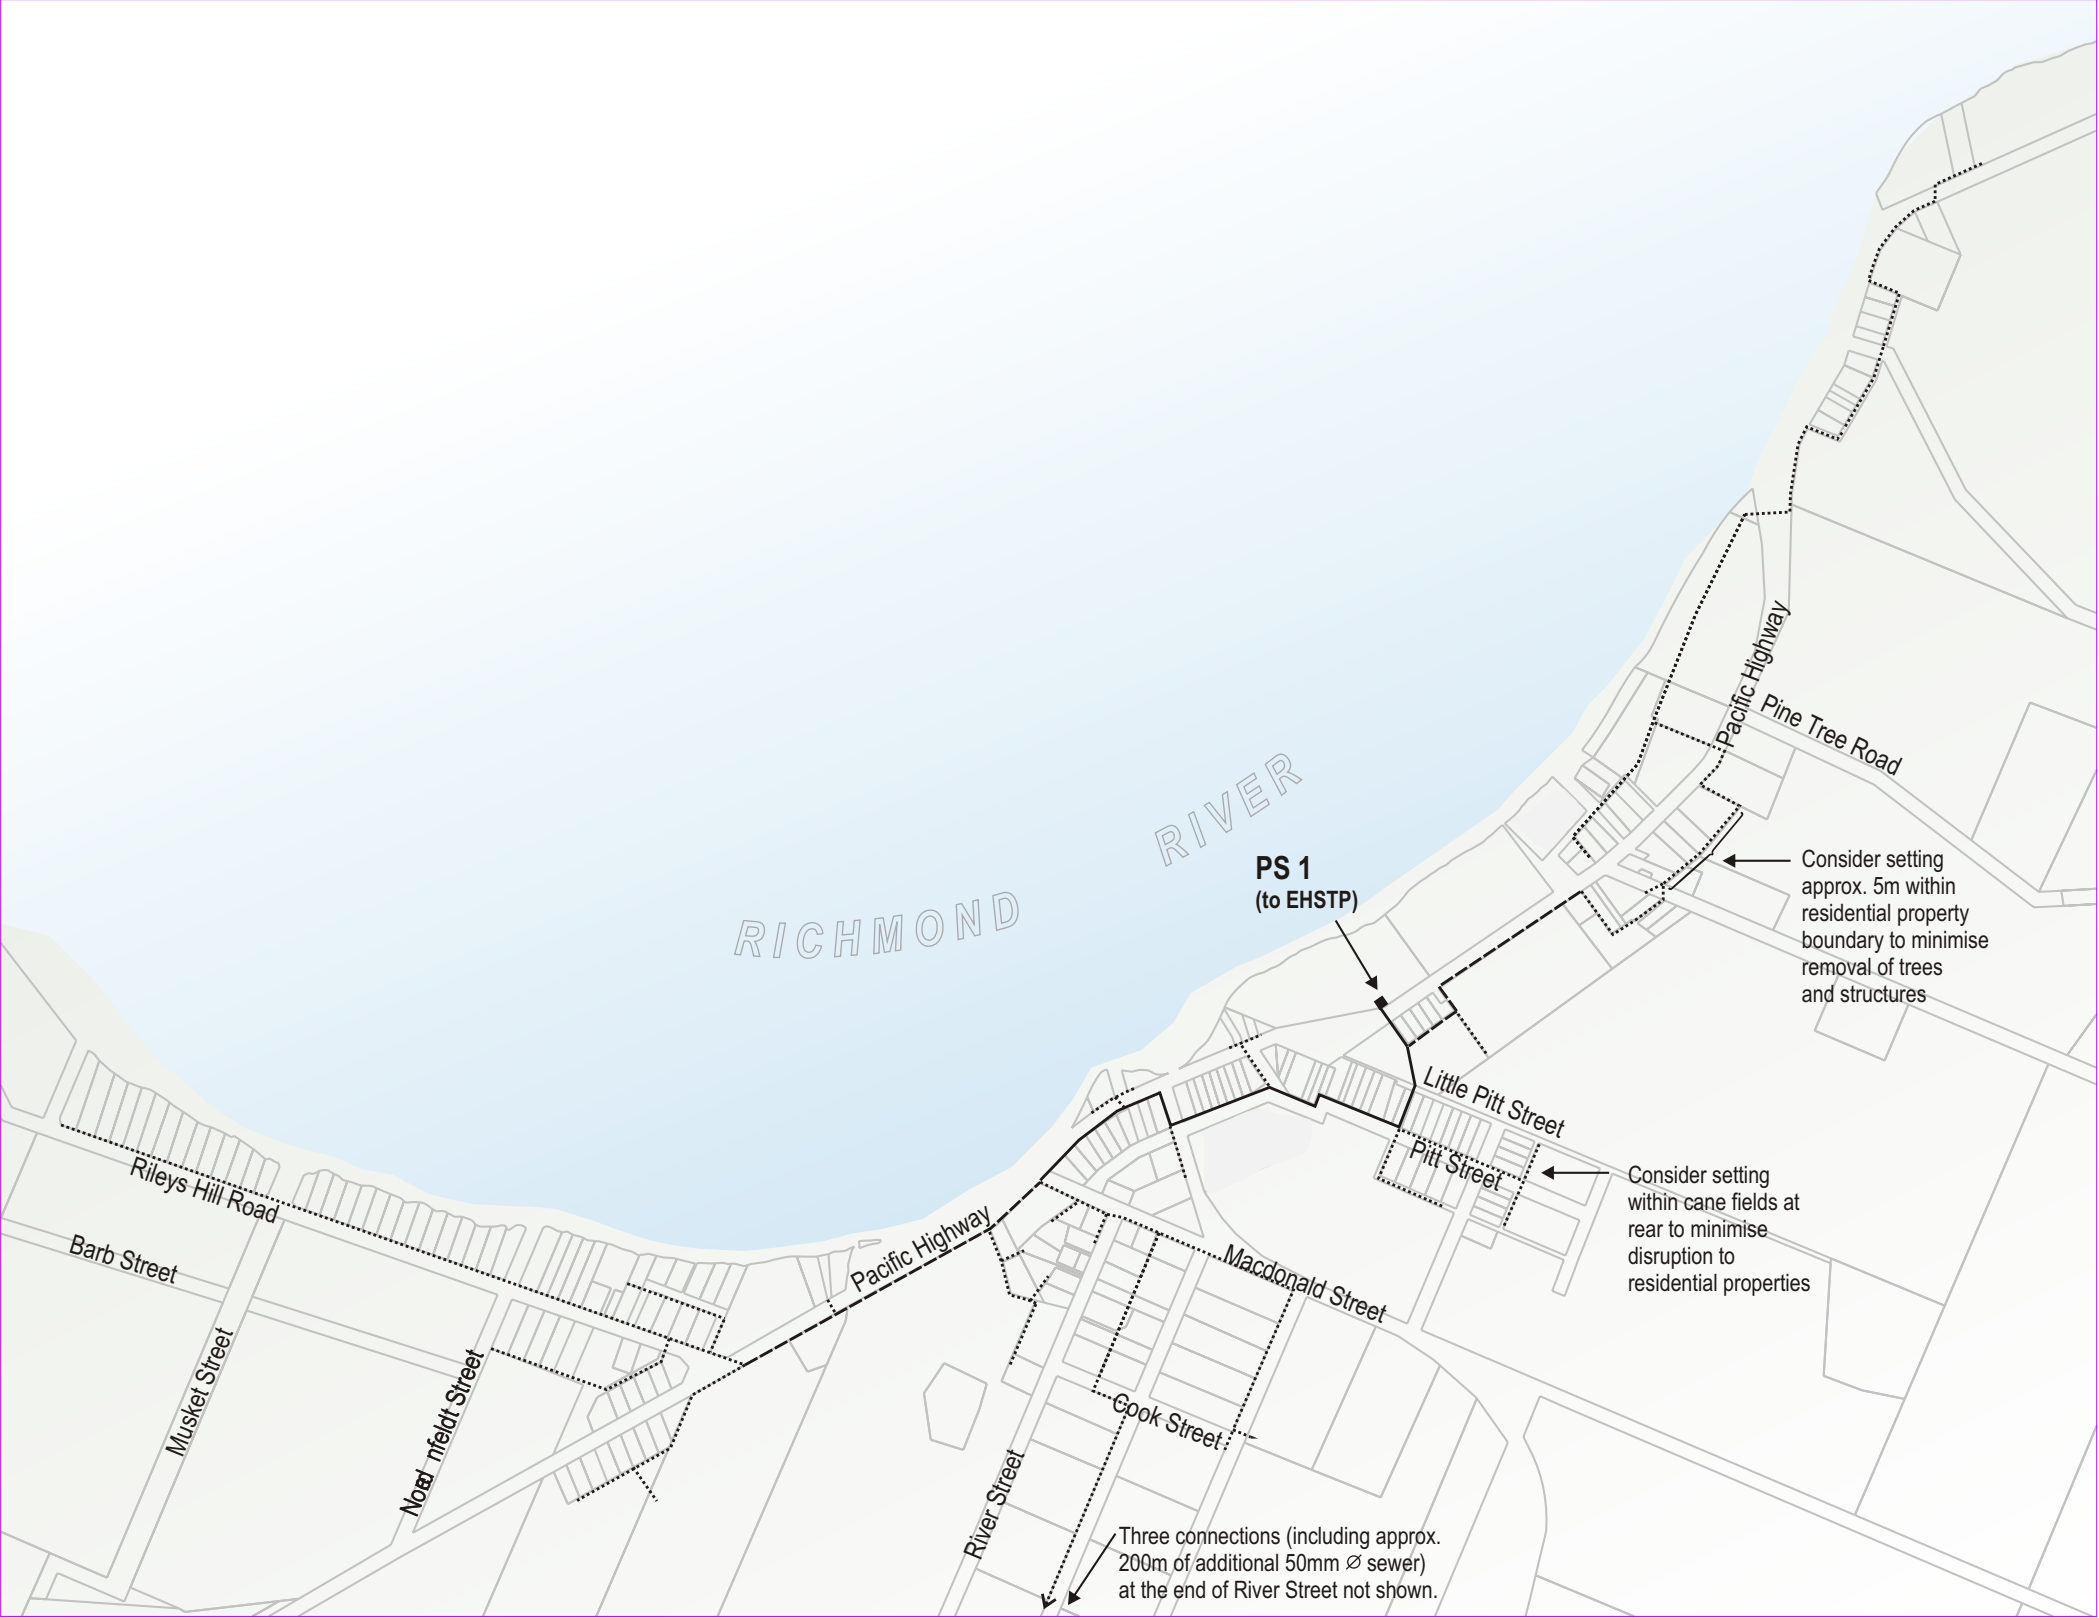 Pacific Highway
Pine Tree Road
RICHMOND RIVER
PS 1
(to EHSTP)
Consider setting
approx. 5m within
residential property
boundary to minimise
removal of trees
and structures
Little Pitt Street
Pitt Street
Consider setting
within cane fields at
rear to minimise
disruption to
residential properties
Rileys Hill Road
Barb Street
Pacific Highway
Macdonald Street
Musket Street
Street
Cook Street
River Street
Three connections (including approx.
200m of additional 50mm ∅ sewer)
at the end of River Street not shown.